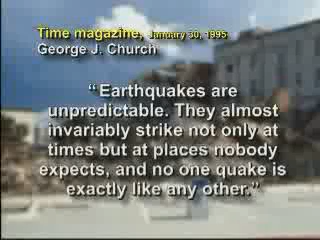 Time magazine, January 30, 1995
George J. Church
“Earthquakes are
unpredictable. They almost
invariably strike not only at
times but at places nobody
expects, and no one quake is
exactly like any other.”